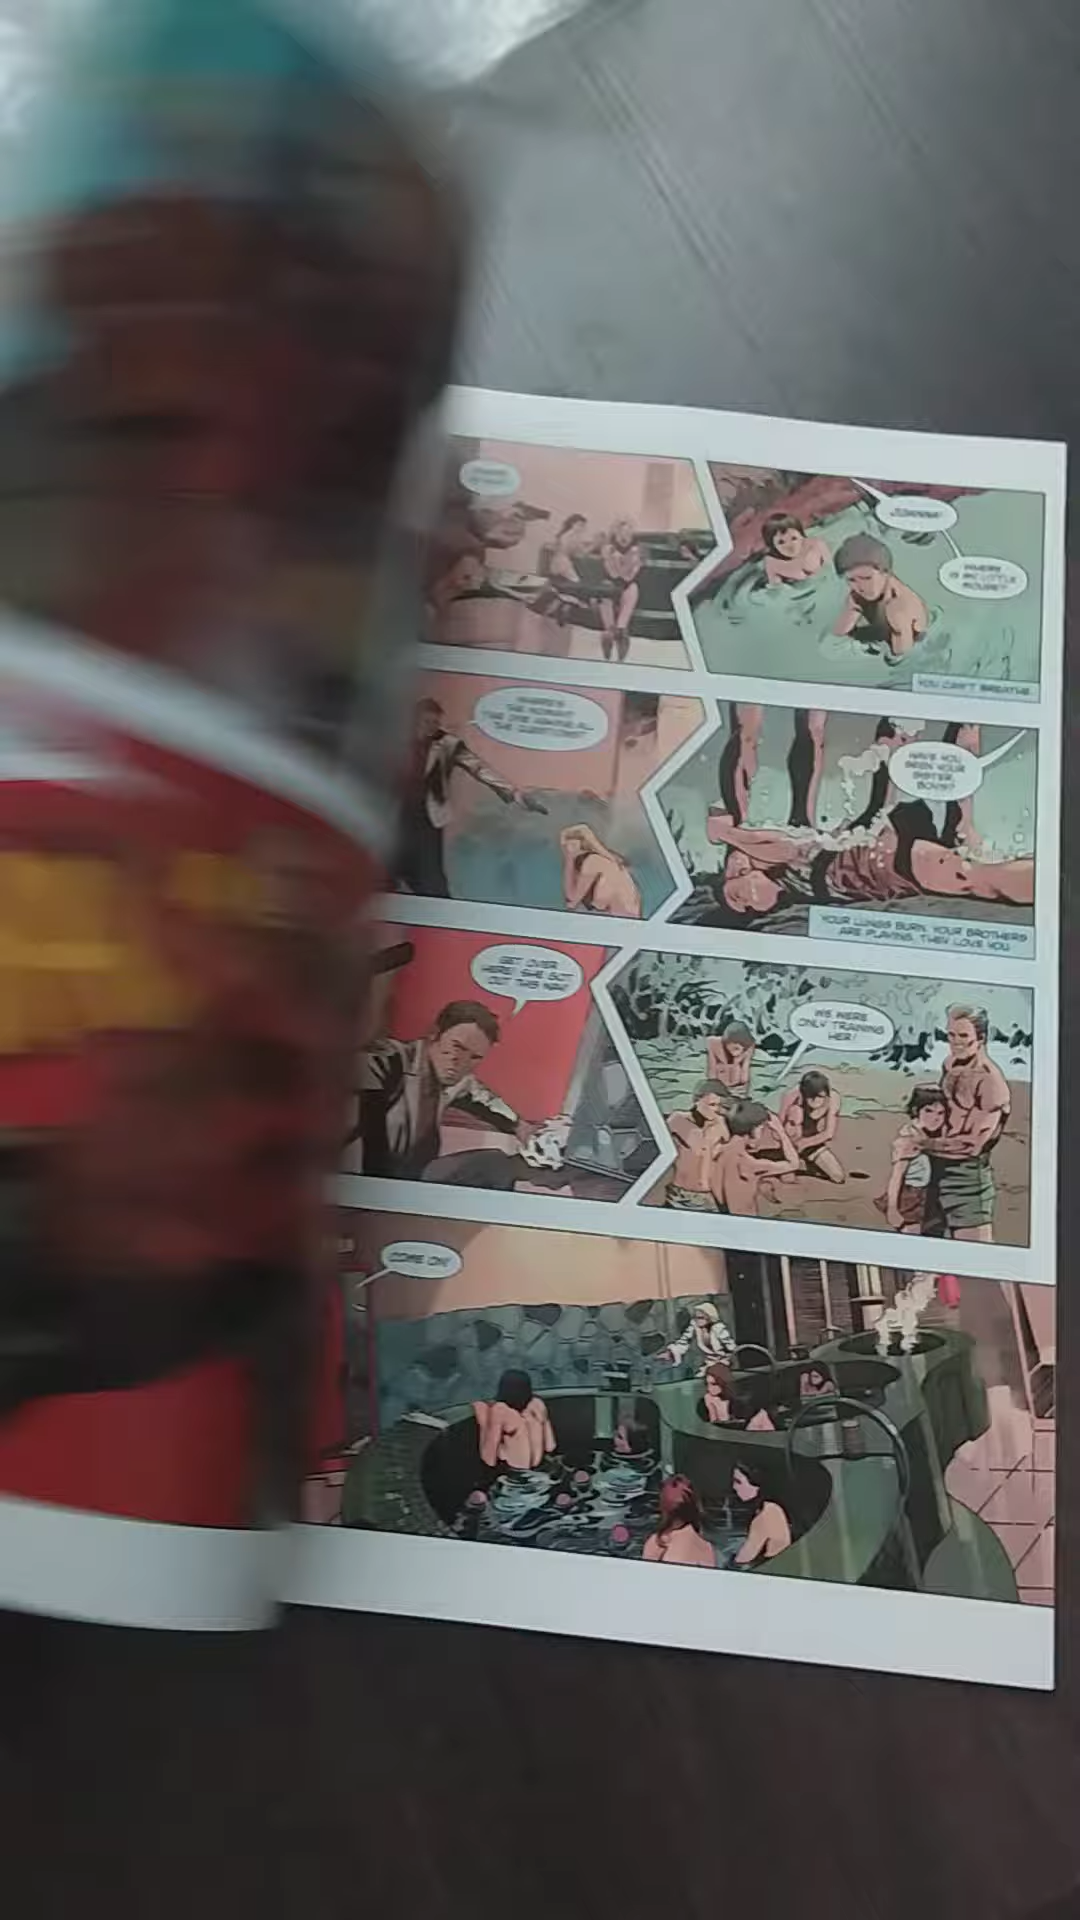 JOANNA!
WHERE
IS MY LITTLE
MOUSE?
YOU CAN'T BREATHE.
WHERE'S
THE
THE ONE ASKING ALL
THE QUESTIONS?
HAVE YOU
SEEN YOUR
SISTER,
BOYS?
YOUR LUNGS BURN. YOUR BROTHERS
ARE PLAYING. THEY LOVE YOU.
GET OVER
HERE! SHE GOT
OUT THIS WAY!
WE WERE
ONLY TRAINING
HER!
COME ON!